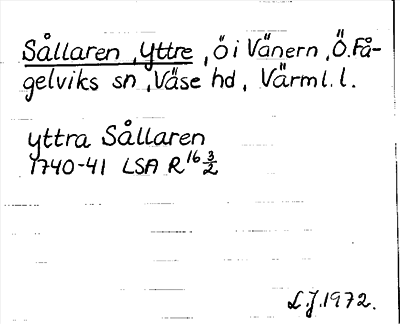 Sållaren, Yttre, ö i Vänern, Ö. Få-
gelviks sn, Väse hd, Värml. l.
yttra Sållaren
1740-41 LSA R 16 3/2
L.J. 1972.